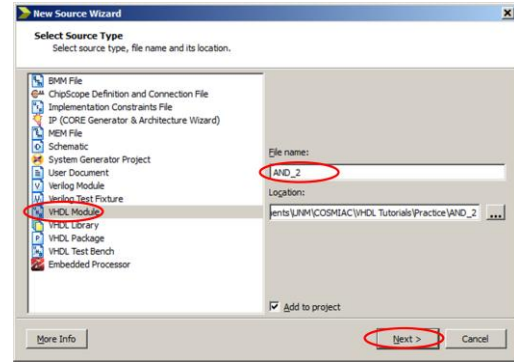 New Source Wizard
Select Source Type
Select source type, file name and its location.
BMM File
ChipScope Definition and Connection File
Implementation Constraints File
IP (CORE Generator & Architecture Wizard)
MEM File
Schematic
System Generator Project
User Document
Verilog Module
Verilog Test Fixture
VHDL Module
VHDL Library
VHDL Package
VHDL Test Bench
Embedded Processor
File name:
AND_2
Location:
ents\UNM\COSMIAC\VHDL Tutorials\Practice\AND_2
...
Add to project
More Info
Next >
Cancel